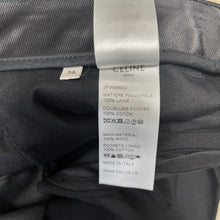 36
CELINE
PARIS
MATIERE PRINCIPALE
100% LAINE
DOUBLURE POCHES
100% COTON
MAIN MATERIAL
100% WOOL
POCKETS LINING
100% COTTON
MADE IN ITALY
WWW.CELINE.FR